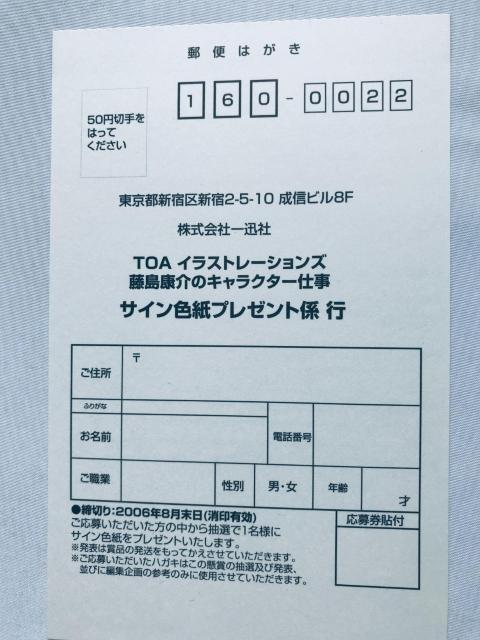 郵便はがき
50円切手を
はって
ください
160-0022
東京都新宿区新宿2-5-10 成信ビル8F
株式会社一迅社
TOA イラストレーションズ
藤島康介のキャラクター仕事
サイン色紙プレゼント係 行
ご住所 〒
ふりがな
お名前 電話番号
ご職業 性別 男・女 年齢 才
●締切り:2006年8月末日(消印有効)
ご応募いただいた方の中から抽選で1名様に
サイン色紙をプレゼントいたします。
※発表は賞品の発送をもってかえさせていただきます。
※ご応募いただいたハガキはこの懸賞の抽選及び発表、
並びに編集企画の参考のみに使用させていただきます。
応募券貼付